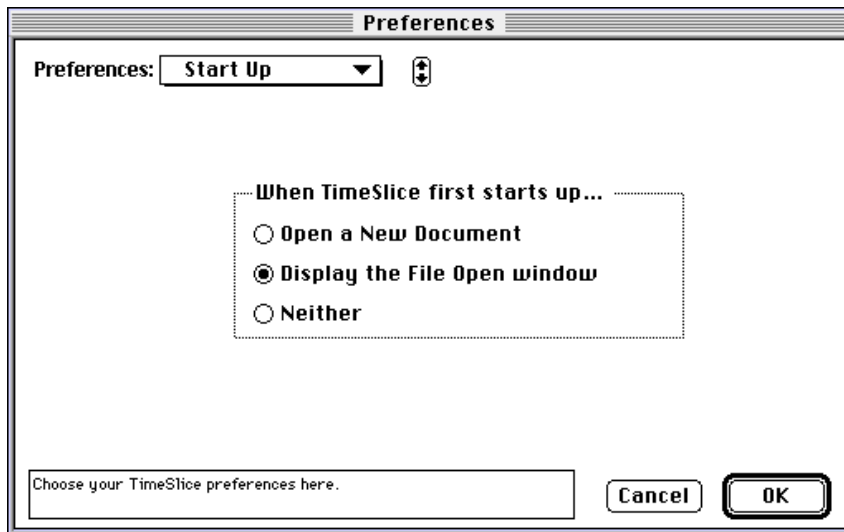 Preferences
Preferences: Start Up
When TimeSlice first starts up...
Open a New Document
Display the File Open window
Neither
Choose your TimeSlice preferences here.
Cancel OK